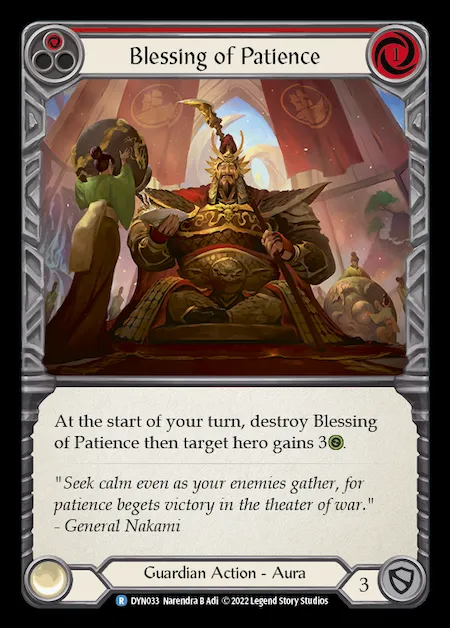 Blessing of Patience
1
At the start of your turn, destroy Blessing
of Patience then target hero gains 3
"Seek calm even as your enemies gather, for
patience begets victory in the theater of war."
- General Nakami
Guardian Action - Aura
3
R DYN033 Narendra B Adi © 2022 Legend Story Studios